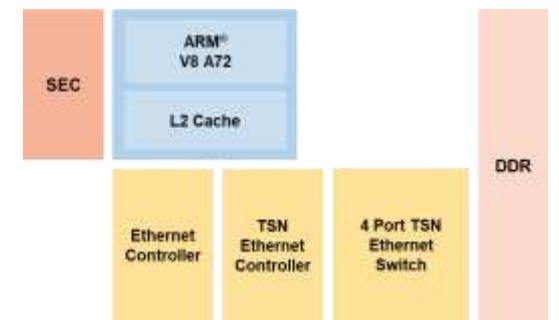 ARM®
V8 A72
SEC
L2 Cache
DDR
Ethernet
Controller
TSN
Ethernet
Controller
4 Port TSN
Ethernet
Switch